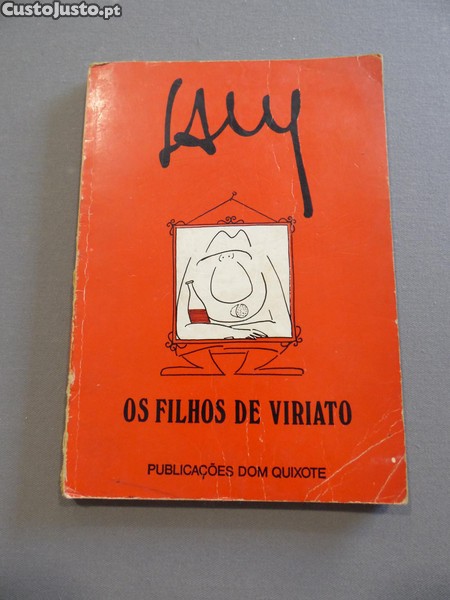 CustoJusto.pt
SAM
OS FILHOS DE VIRIATO
PUBLICAÇÕES DOM QUIXOTE